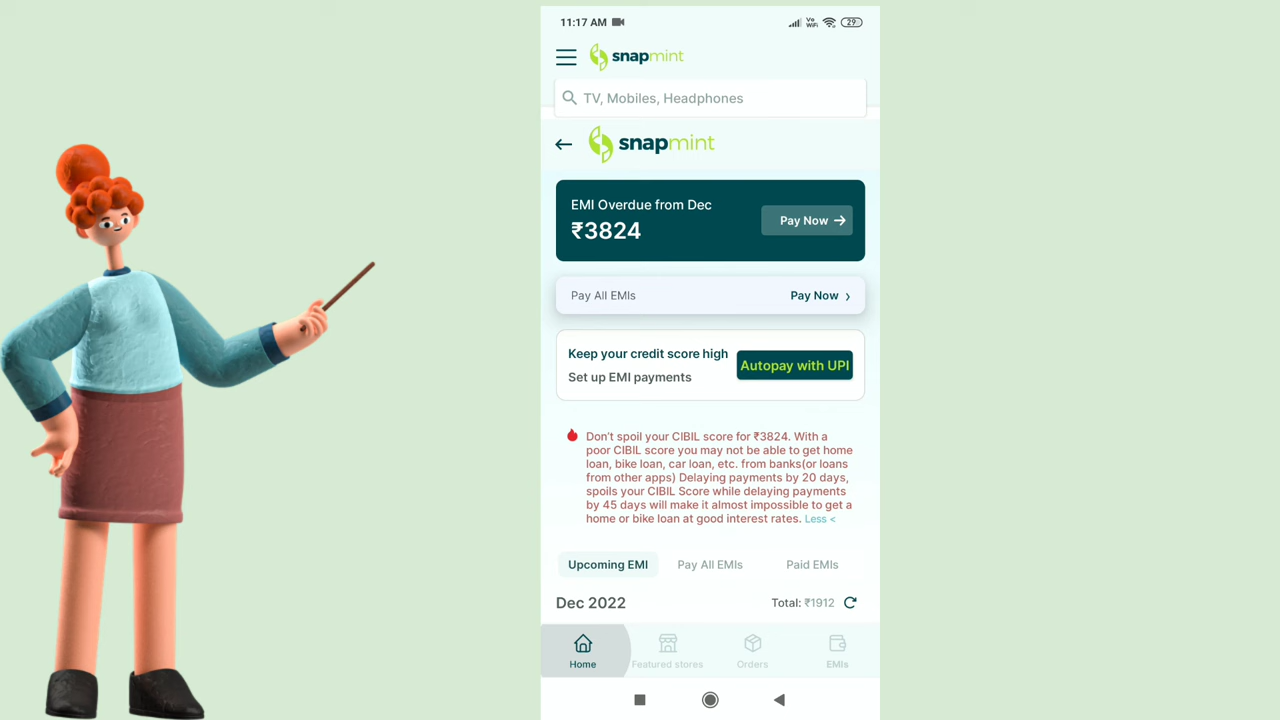 11:17 AM
Vo
WiFi
29
snapmint
TV, Mobiles, Headphones
snapmint
EMI Overdue from Dec
₹3824
Pay Now →
Pay All EMIs
Pay Now ›
Keep your credit score high
Set up EMI payments
Autopay with UPI
Don't spoil your CIBIL score for ₹3824. With a
poor CIBIL score you may not be able to get home
loan, bike loan, car loan, etc. from banks(or loans
from other apps) Delaying payments by 20 days,
spoils your CIBIL Score while delaying payments
by 45 days will make it almost impossible to get a
home or bike loan at good interest rates. Less <
Upcoming EMI
Pay All EMIs
Paid EMIs
Dec 2022
Total: ₹1912
Home
Featured stores
Orders
EMIs